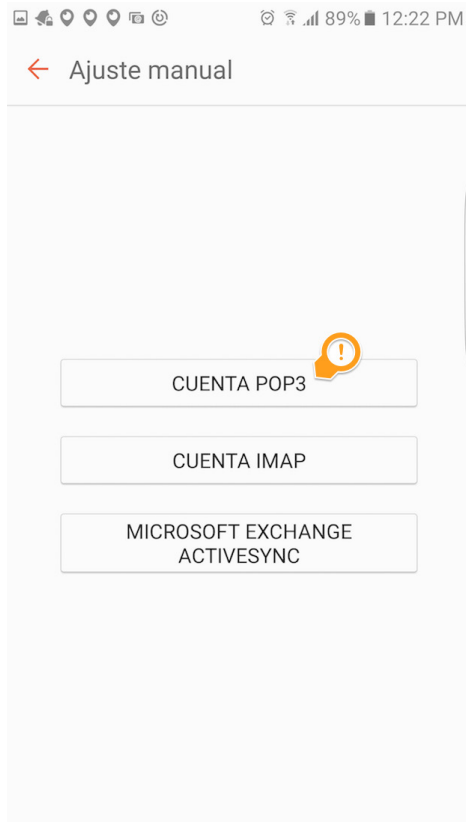 89% 12:22 PM
Ajuste manual
!
CUENTA POP3
CUENTA IMAP
MICROSOFT EXCHANGE
ACTIVESYNC